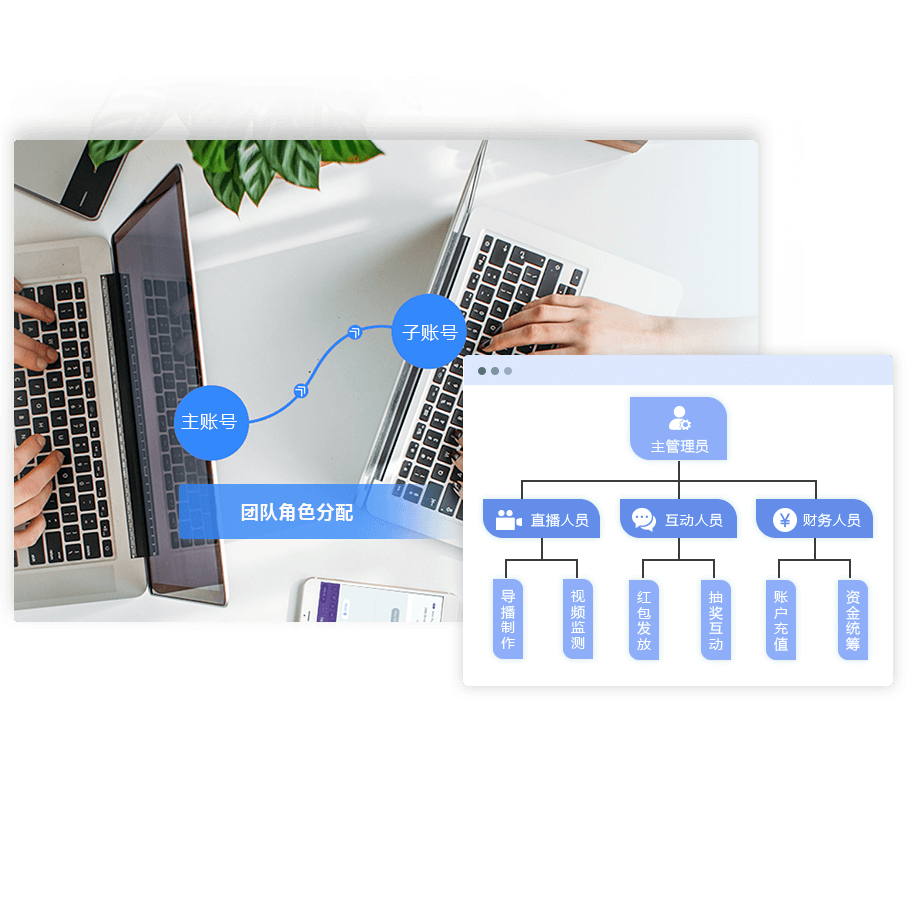 子账号
主账号
团队角色分配
主管理员
直播人员
互动人员
财务人员
导播制作
视频监测
红包发放
抽奖互动
账户充值
资金统筹